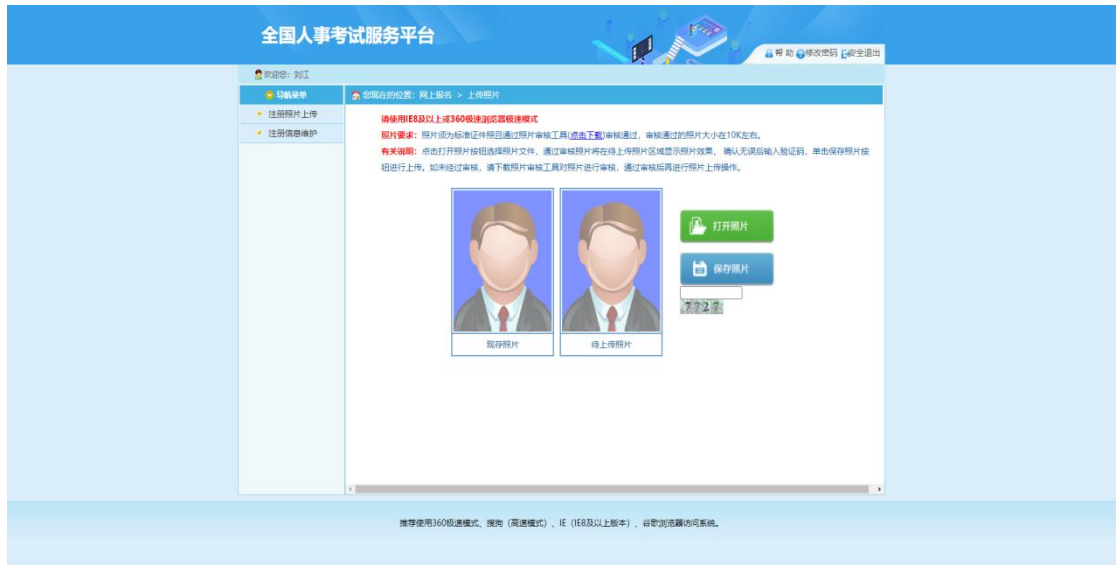 全国人事考试服务平台
帮 助 修改密码 安全退出
欢迎您：刘江
导航菜单
您现在的位置：网上报名 > 上传照片
注册照片上传
注册信息维护
请使用IE8及以上或360极速浏览器极速模式
照片要求：照片须为标准证件照且通过照片审核工具(点击下载)审核通过，审核通过的照片大小在10K左右。
有关说明：点击打开照片按钮选择照片文件，通过审核照片将在待上传照片区域显示照片效果， 确认无误后输入验证码，单击保存照片按
钮进行上传。如未经过审核，请下载照片审核工具对照片进行审核，通过审核后再进行照片上传操作。
打开照片
保存照片
7727
现存照片
待上传照片
推荐使用360极速模式、搜狗（高速模式）、IE（IE8及以上版本）、谷歌浏览器访问系统。